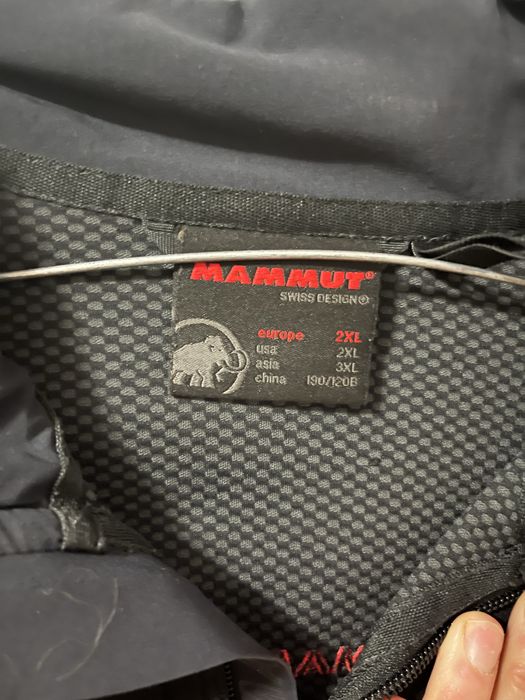 MAMMUT®
SWISS DESIGN
europe 2XL
usa 2XL
asia 3XL
china 190/120B